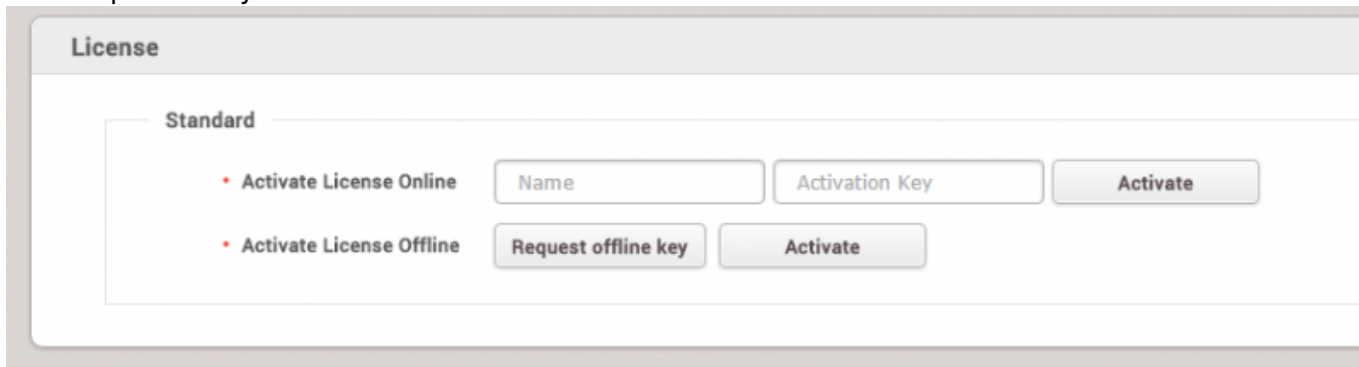 License
Standard
• Activate License Online Name Activation Key Activate
• Activate License Offline Request offline key Activate